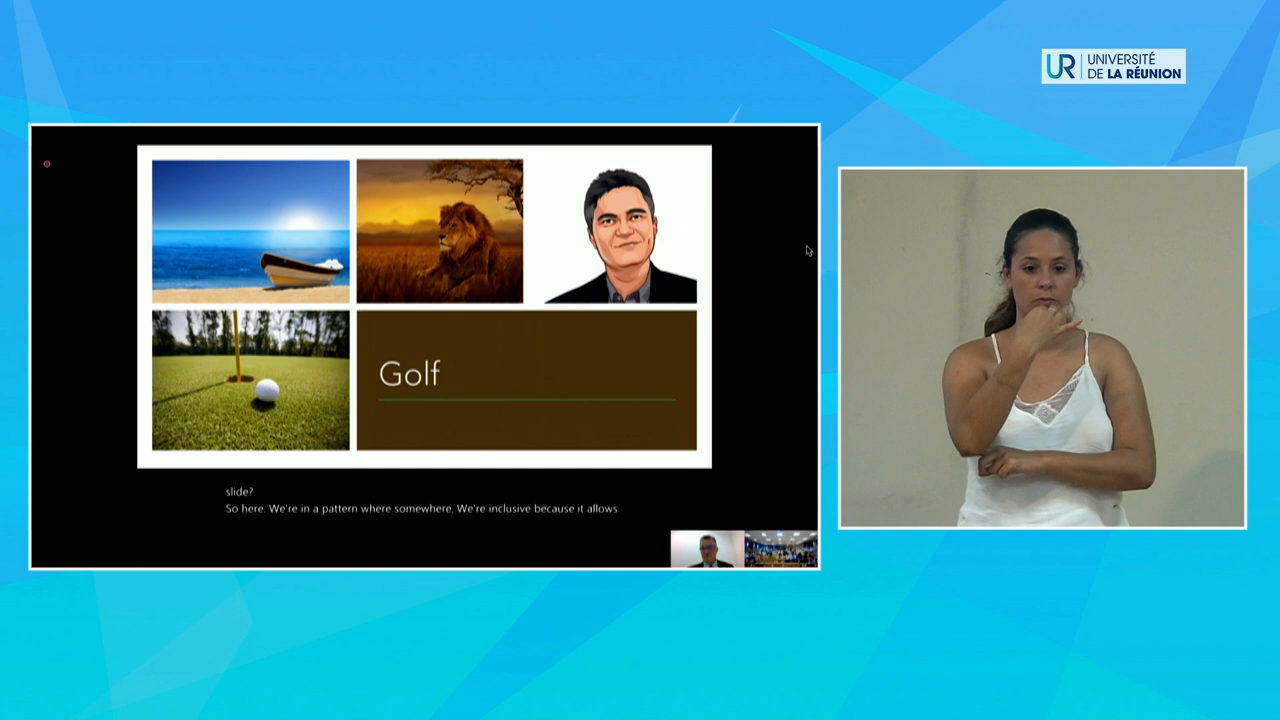 UR UNIVERSITÉ
DE LA RÉUNION
Golf
slide?
So here. We're in a pattern where somewhere. We're inclusive because it allows